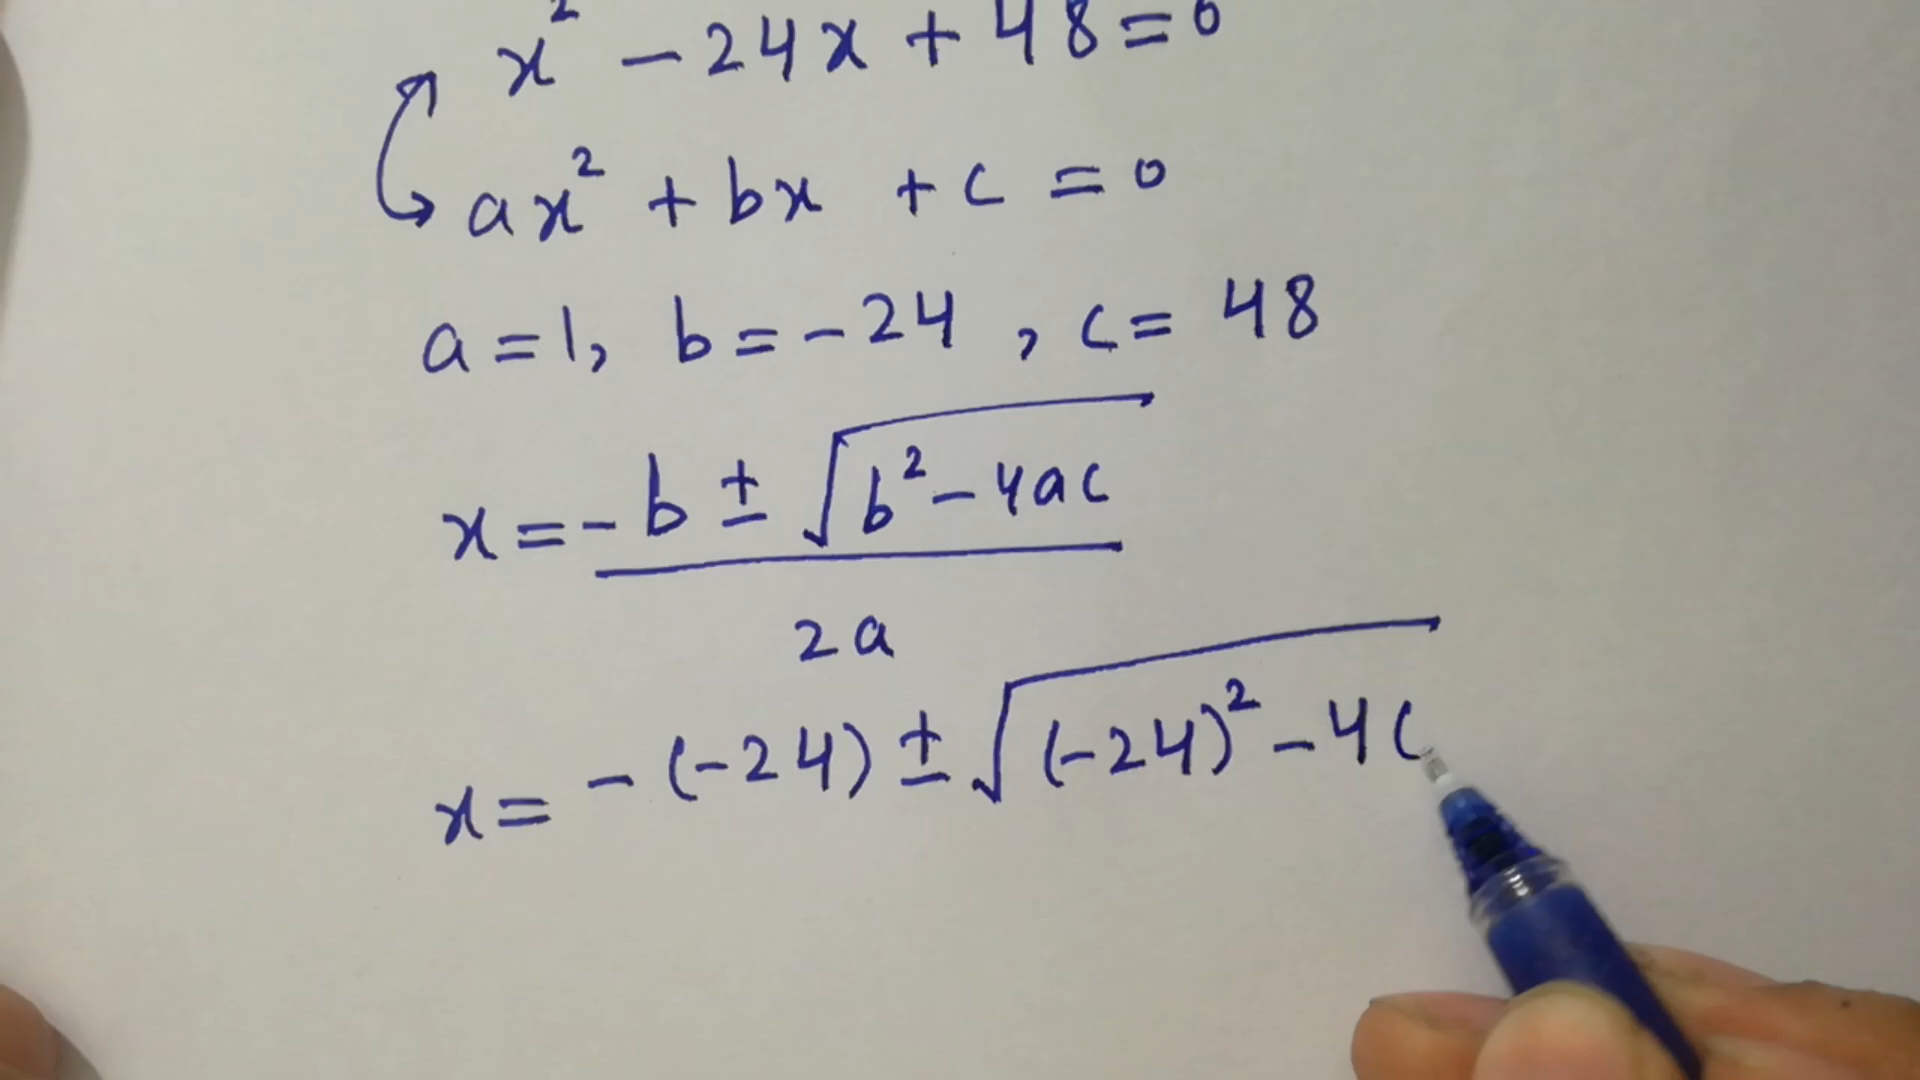 x² - 24x + 48 = 0
ax² + bx + c = 0
a = 1, b = -24 , c = 48
x = -b ± √(b² - 4ac)
2a
x = -(-24) ± √((-24)² - 4(